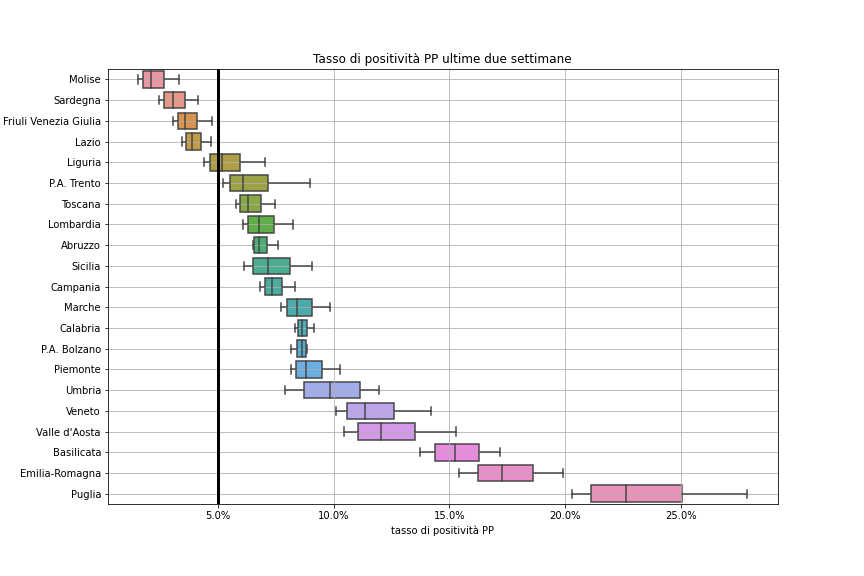 Tasso di positività PP ultime due settimane
Molise
Sardegna
Friuli Venezia Giulia
Lazio
Liguria
P.A. Trento
Toscana
Lombardia
Abruzzo
Sicilia
Campania
Marche
Calabria
P.A. Bolzano
Piemonte
Umbria
Veneto
Valle d'Aosta
Basilicata
Emilia-Romagna
Puglia
5.0% 10.0% 15.0% 20.0% 25.0%
tasso di positività PP